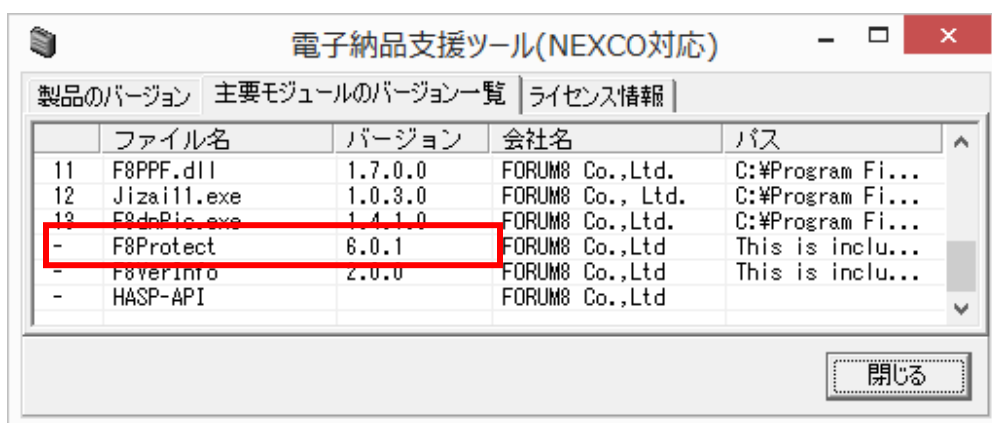 電子納品支援ツール(NEXCO対応)
製品のバージョン 主要モジュールのバージョン一覧 ライセンス情報
ファイル名 バージョン 会社名 パス
11 F8PPF.dll 1.7.0.0 FORUM8 Co.,Ltd. C:¥Program Fi...
12 Jizai11.exe 1.0.3.0 FORUM8 Co., Ltd. C:¥Program Fi...
13 F8dnPic.exe 1.4.1.0 FORUM8 Co.,Ltd. C:¥Program Fi...
- F8Protect 6.0.1 FORUM8 Co.,Ltd This is inclu...
- F8VerInfo 2.0.0 FORUM8 Co.,Ltd This is inclu...
- HASP-API FORUM8 Co.,Ltd
閉じる